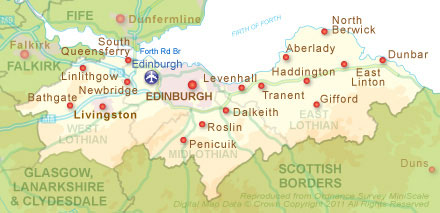 FIFE
Dunfermline
FIRTH OF FORTH
North
Berwick
Falkirk
FALKIRK
South
Queensferry
Forth Rd Br
Edinburgh
Aberlady
Dunbar
Linlithgow
Newbridge
Levenhall
Haddington
East
Linton
Bathgate
EDINBURGH
Tranent
Gifford
Livingston
Dalkeith
WEST
LOTHIAN
Roslin
EAST
LOTHIAN
Penicuik
MIDLOTHIAN
GLASGOW,
LANARKSHIRE
& CLYDEDALE
SCOTTISH
BORDERS
Duns
Reproduced from Ordnance Survey MiniScale
Digital Map Data © Crown Copyright 2011 All Rights Reserved